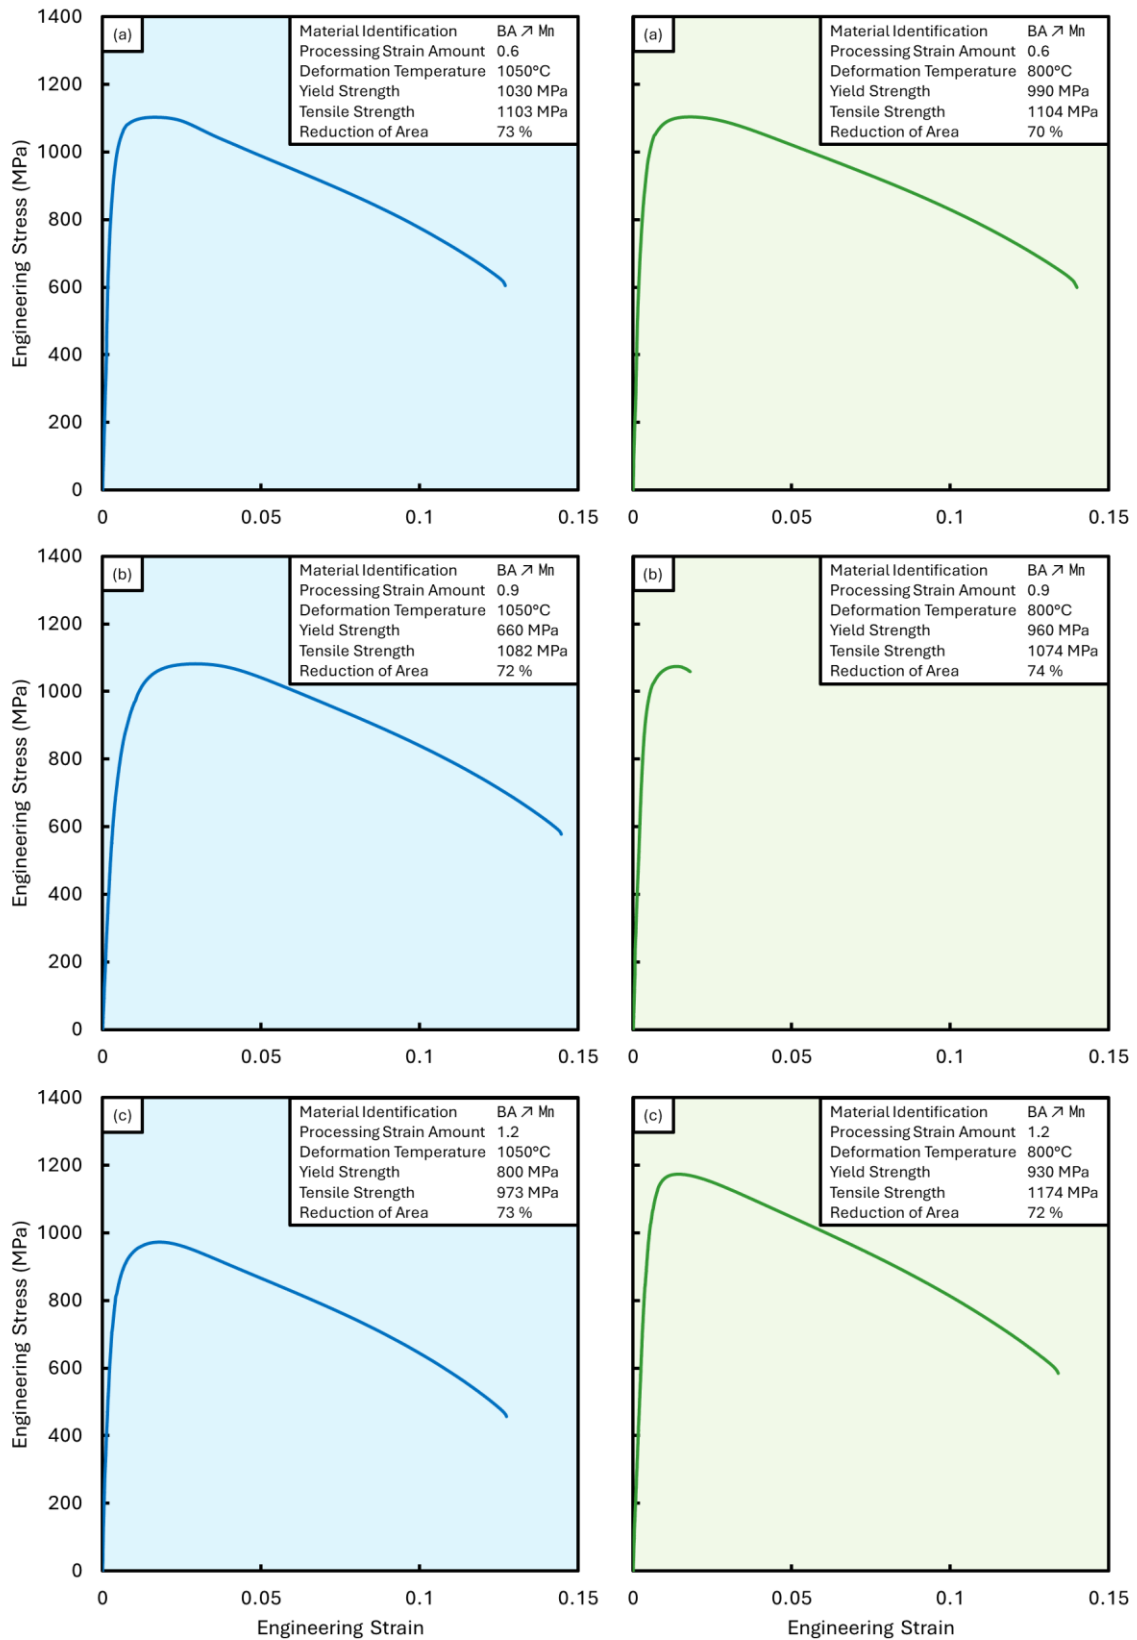 1400
(a)
Material Identification BA ↗ Mn
Processing Strain Amount 0.6
Deformation Temperature 1050°C
Yield Strength 1030 MPa
Tensile Strength 1103 MPa
Reduction of Area 73 %
1200
1000
800
600
400
200
0
0 0.05 0.1 0.15
Engineering Stress (MPa)
(a)
Material Identification BA ↗ Mn
Processing Strain Amount 0.6
Deformation Temperature 800°C
Yield Strength 990 MPa
Tensile Strength 1104 MPa
Reduction of Area 70 %
0 0.05 0.1 0.15
1400
(b)
Material Identification BA ↗ Mn
Processing Strain Amount 0.9
Deformation Temperature 1050°C
Yield Strength 660 MPa
Tensile Strength 1082 MPa
Reduction of Area 72 %
1200
1000
800
600
400
200
0
0 0.05 0.1 0.15
Engineering Stress (MPa)
(b)
Material Identification BA ↗ Mn
Processing Strain Amount 0.9
Deformation Temperature 800°C
Yield Strength 960 MPa
Tensile Strength 1074 MPa
Reduction of Area 74 %
0 0.05 0.1 0.15
1400
(c)
Material Identification BA ↗ Mn
Processing Strain Amount 1.2
Deformation Temperature 1050°C
Yield Strength 800 MPa
Tensile Strength 973 MPa
Reduction of Area 73 %
1200
1000
800
600
400
200
0
0 0.05 0.1 0.15
Engineering Stress (MPa)
Engineering Strain
(c)
Material Identification BA ↗ Mn
Processing Strain Amount 1.2
Deformation Temperature 800°C
Yield Strength 930 MPa
Tensile Strength 1174 MPa
Reduction of Area 72 %
0 0.05 0.1 0.15
Engineering Strain